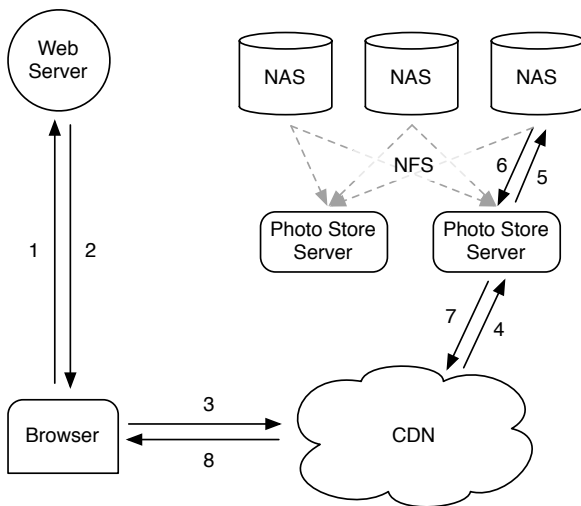 Web
Server
NAS
NAS
NAS
NFS
6
5
Photo Store
Server
Photo Store
Server
1
2
7
4
3
Browser
CDN
8